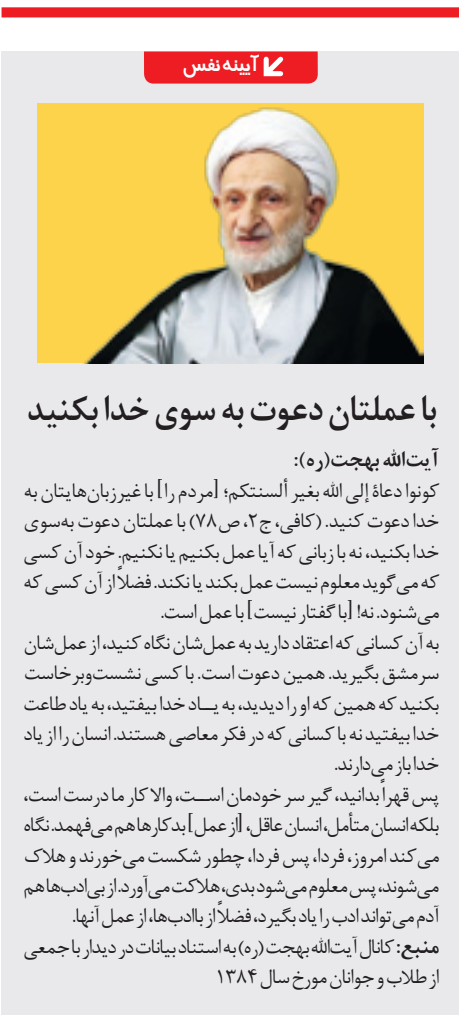 آیینه نفس
با عملتان دعوت به سوی خدا بکنید
آیت‌الله بهجت(ره):
کونوا دعاة إلی الله بغیر ألسنتکم؛ [مردم را] با غیر زبان‌هایتان به
خدا دعوت کنید. (کافی، ج۲، ص۷۸) با عملتان دعوت به‌سوی
خدا بکنید، نه با زبانی که آیا عمل بکنیم یا نکنیم. خود آن کسی
که می‌گوید معلوم نیست عمل بکند یا نکند. فضلاً از آن کسی که
می‌شنود. نه! [با گفتار نیست] با عمل است.
به آن کسانی که اعتقاد دارید به عمل‌شان نگاه کنید، از عمل‌شان
سرمشق بگیرید. همین دعوت است. با کسی نشست‌وبرخاست
بکنید که همین که او را دیدید، به یـاد خدا بیفتید، به یاد طاعت
خدا بیفتید نه با کسانی که در فکر معاصی هستند. انسان را از یاد
خدا باز می‌دارند.
پس قهراً بدانید، گیر سر خودمان اسـت، والا کار ما درست است،
بلکه انسان متأمل، انسان عاقل، [از عمل] بدکارها هم می‌فهمد. نگاه
می‌کند امروز، فردا، پس فردا، چطور شکست می‌خورند و هلاک
می‌شوند، پس معلوم می‌شود بدی، هلاکت می‌آورد. از بی‌ادب‌ها هم
آدم می‌تواند ادب را یاد بگیرد، فضلاً از باادب‌ها، از عمل آنها.
منبع: کانال آیت‌الله بهجت(ره) به استناد بیانات در دیدار با جمعی
از طلاب و جوانان مورخ سال ۱۳۸۴